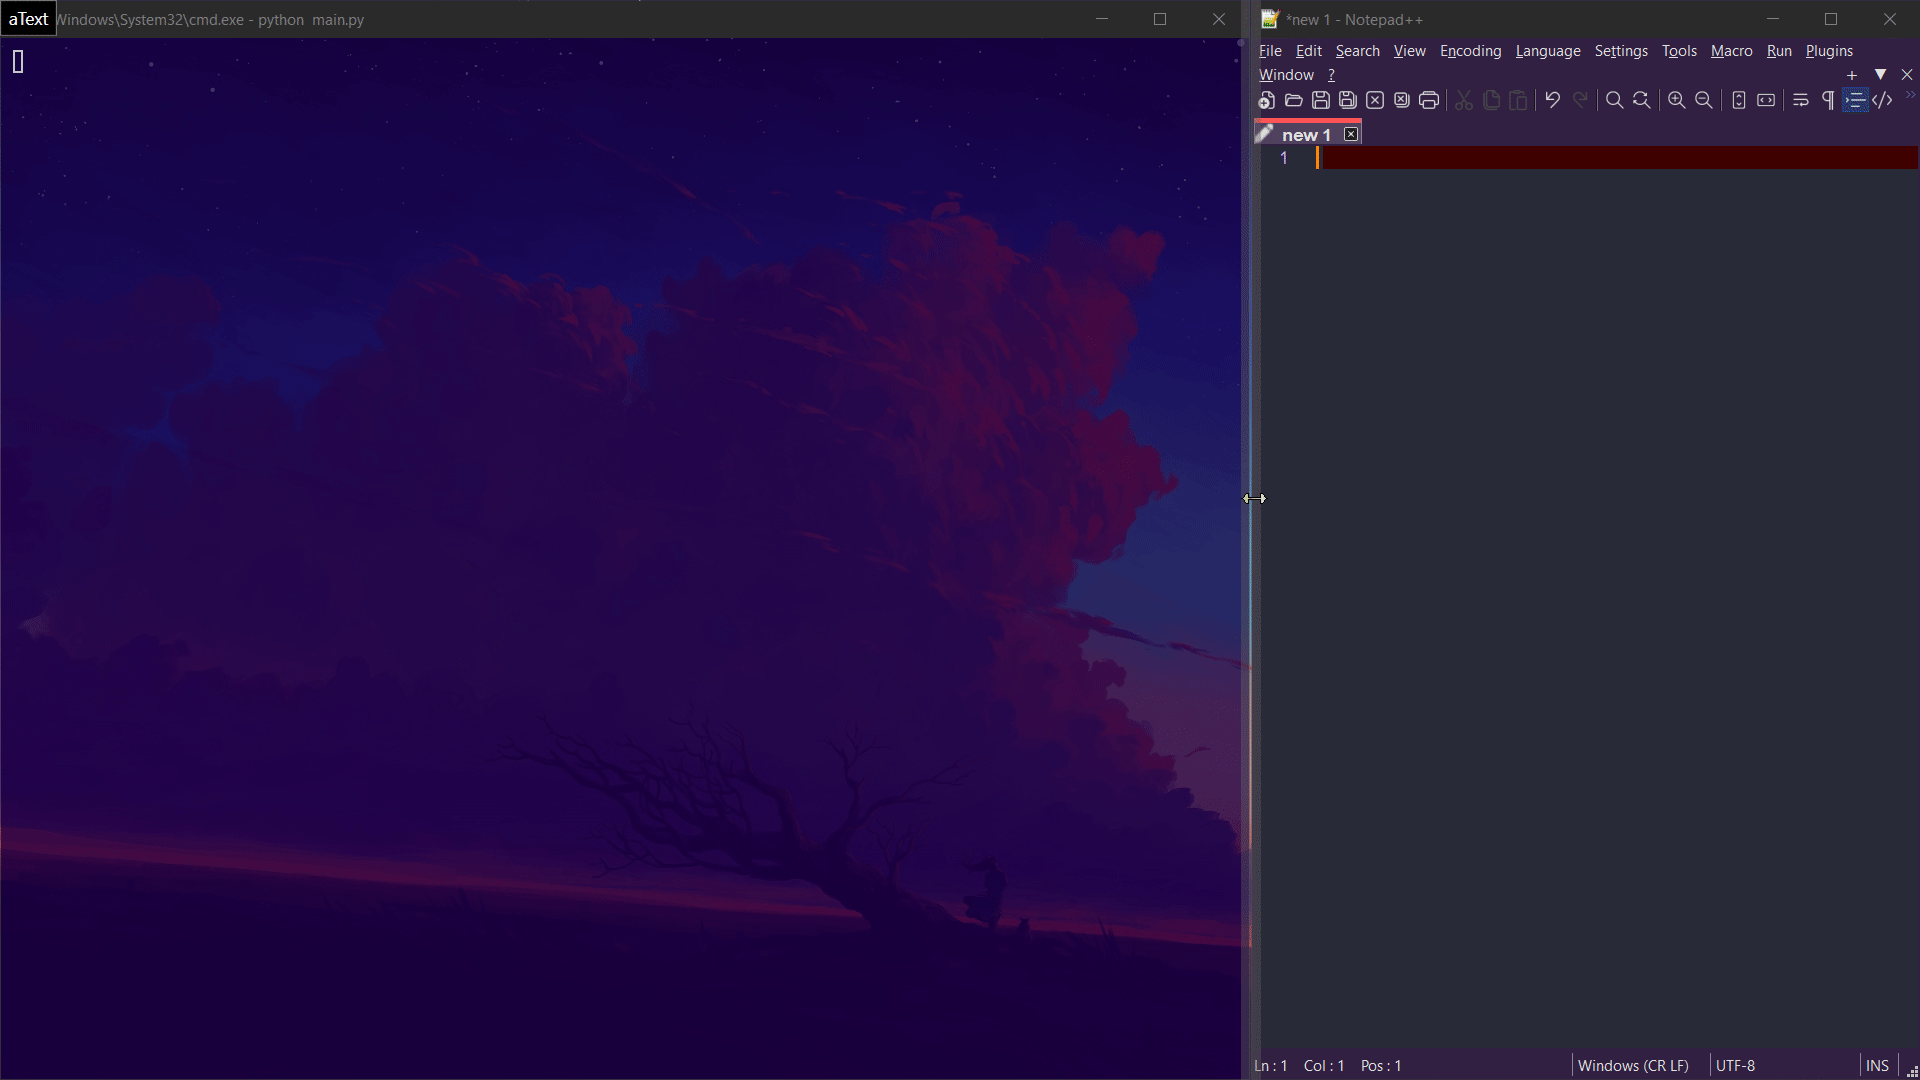 aText
Windows\System32\cmd.exe - python  main.py
*new 1 - Notepad++
File Edit Search View Encoding Language Settings Tools Macro Run Plugins
Window ?
new 1
1
Ln : 1 Col : 1 Pos : 1 Windows (CR LF) UTF-8 INS